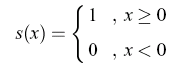 s(x) = { 1 , x ≥ 0
0 , x < 0